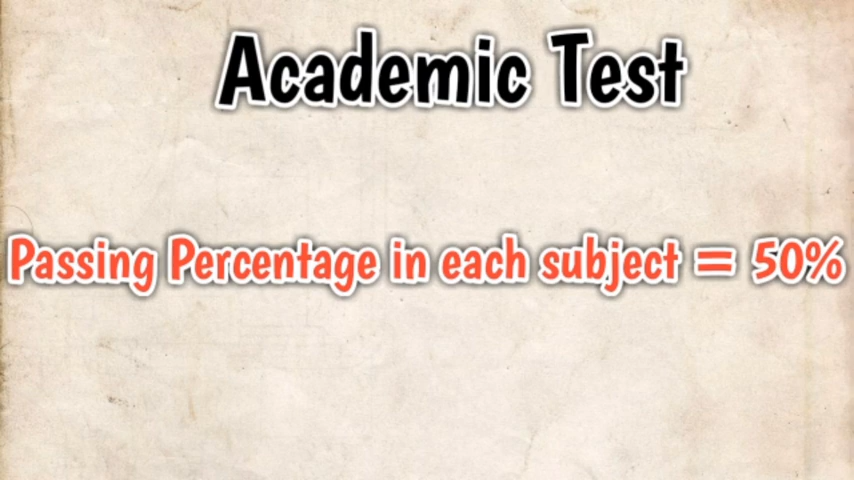 Academic Test
Passing Percentage in each subject = 50%